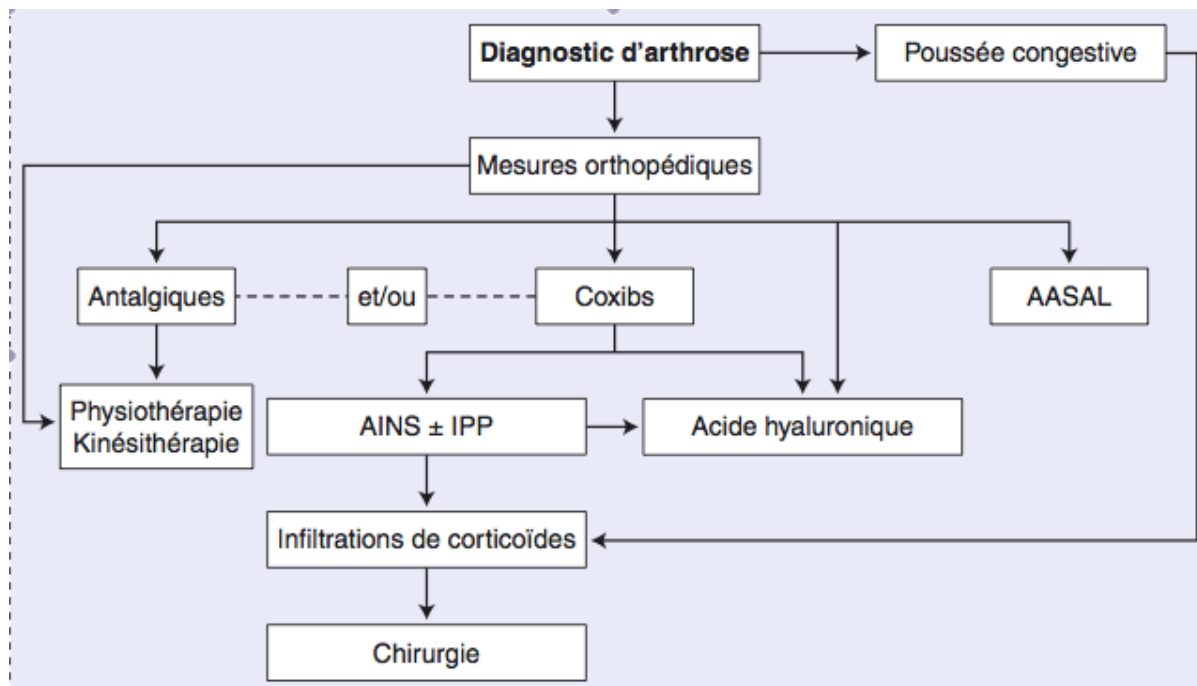 Diagnostic d'arthrose
Poussée congestive
Mesures orthopédiques
Antalgiques
et/ou
Coxibs
AASAL
Physiothérapie
Kinésithérapie
AINS ± IPP
Acide hyaluronique
Infiltrations de corticoïdes
Chirurgie